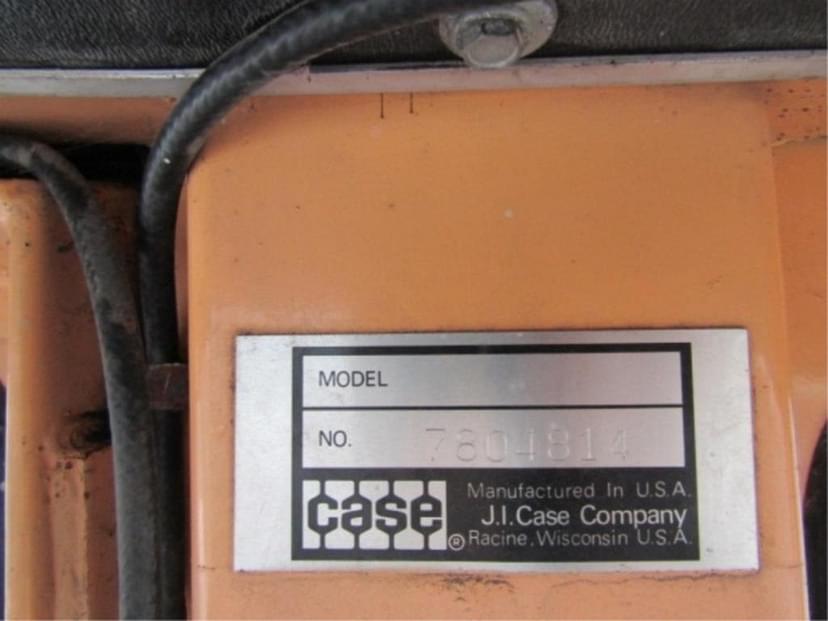 MODEL
NO. 7804814
case
Manufactured In U.S.A.
J.I.Case Company
® Racine, Wisconsin U.S.A.